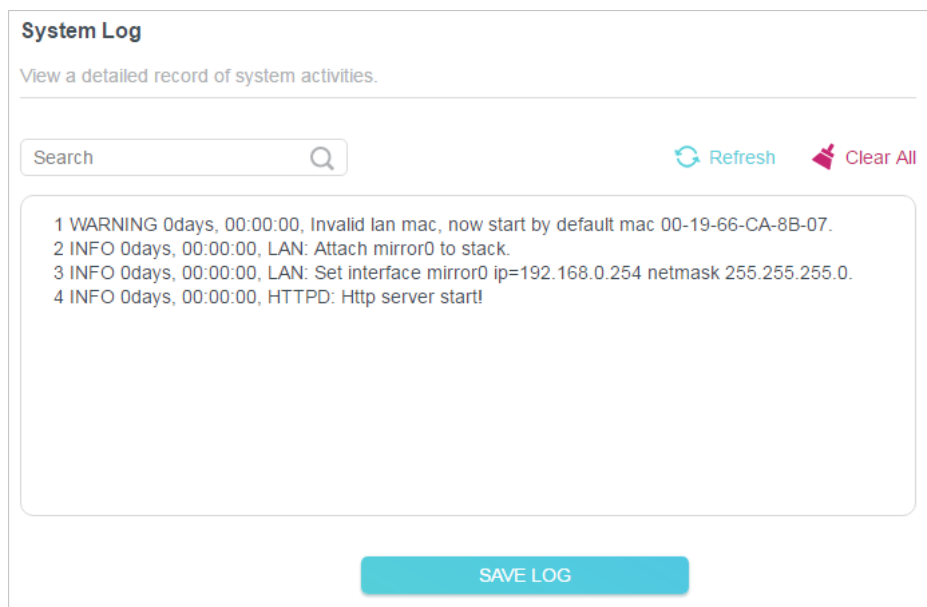 System Log
View a detailed record of system activities.
Search
Refresh
Clear All
1 WARNING 0days, 00:00:00, Invalid lan mac, now start by default mac 00-19-66-CA-8B-07.
2 INFO 0days, 00:00:00, LAN: Attach mirror0 to stack.
3 INFO 0days, 00:00:00, LAN: Set interface mirror0 ip=192.168.0.254 netmask 255.255.255.0.
4 INFO 0days, 00:00:00, HTTPD: Http server start!
SAVE LOG